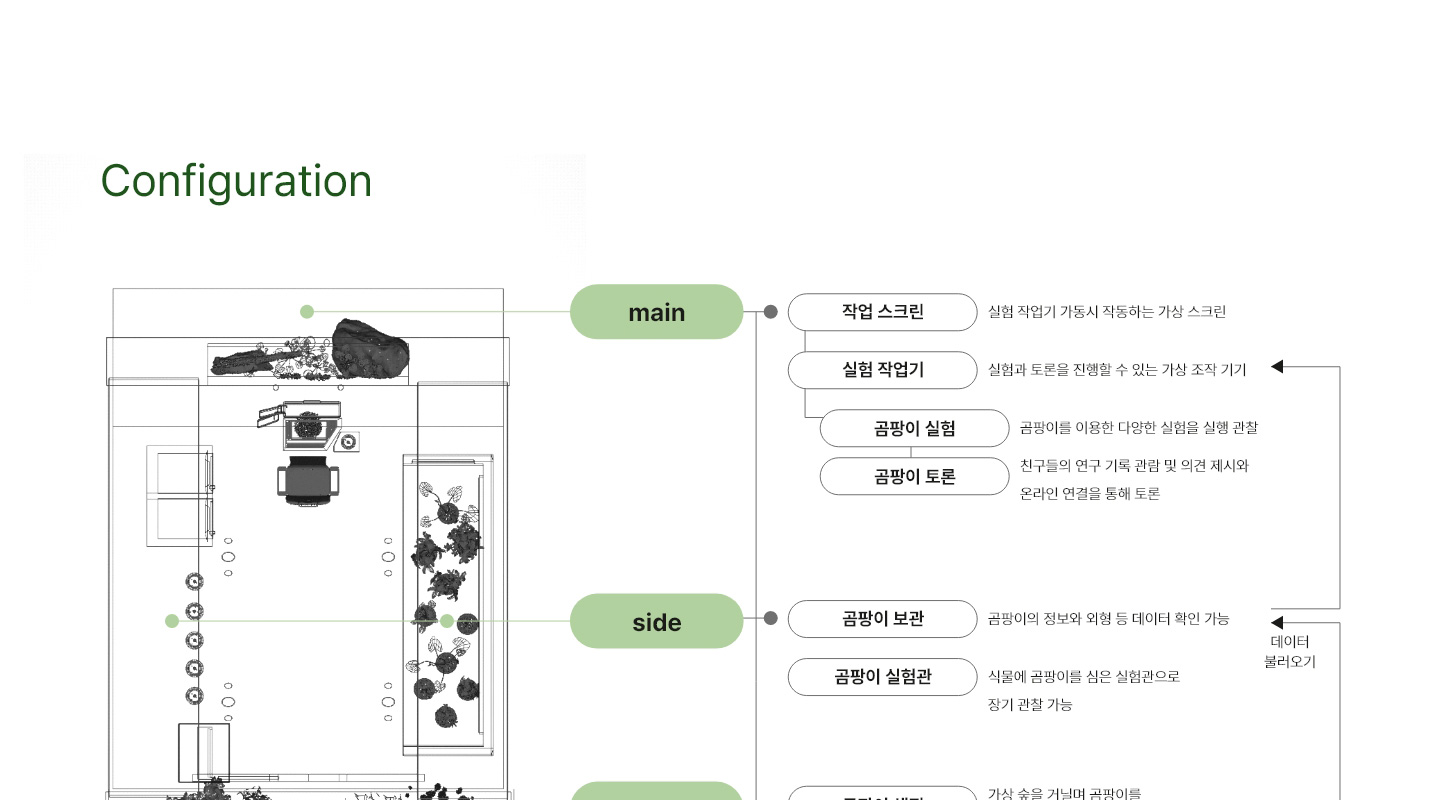 Configuration
main
작업 스크린
실험 작업기 가동시 작동하는 가상 스크린
실험 작업기
실험과 토론을 진행할 수 있는 가상 조작 기기
곰팡이 실험
곰팡이를 이용한 다양한 실험을 실행 관찰
곰팡이 토론
친구들의 연구 기록 관람 및 의견 제시와
온라인 연결을 통해 토론
side
곰팡이 보관
곰팡이의 정보와 외형 등 데이터 확인 가능
데이터
불러오기
곰팡이 실험관
식물에 곰팡이를 심은 실험관으로
장기 관찰 가능
가상 숲을 거닐며 곰팡이를